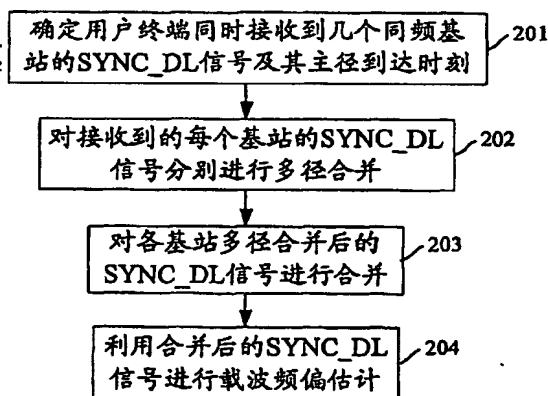 确定用户终端同时接收到几个同频基
站的SYNC_DL信号及其主径到达时刻
201
对接收到的每个基站的SYNC_DL
信号分别进行多径合并
202
对各基站多径合并后的
SYNC_DL信号进行合并
203
利用合并后的SYNC_DL
信号进行载波频偏估计
204